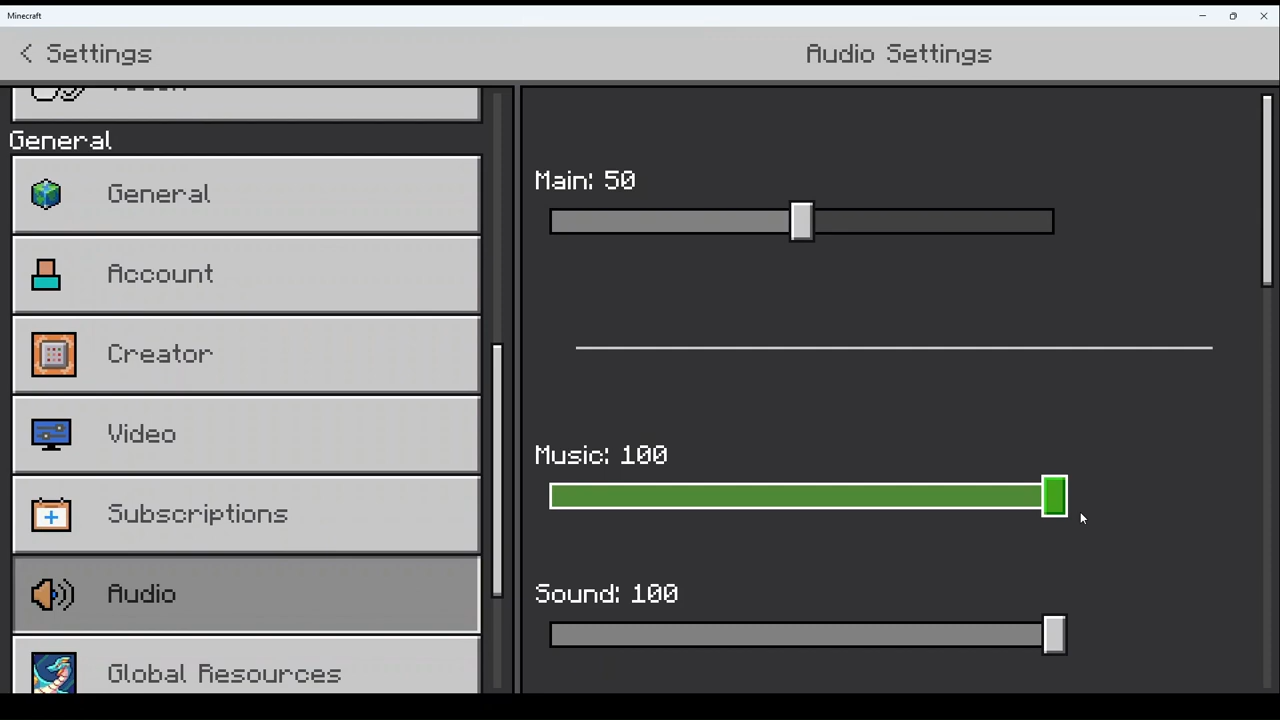 Minecraft
Settings
Audio Settings
General
General
Account
Creator
Video
Subscriptions
Audio
Global Resources
Main: 50
Music: 100
Sound: 100